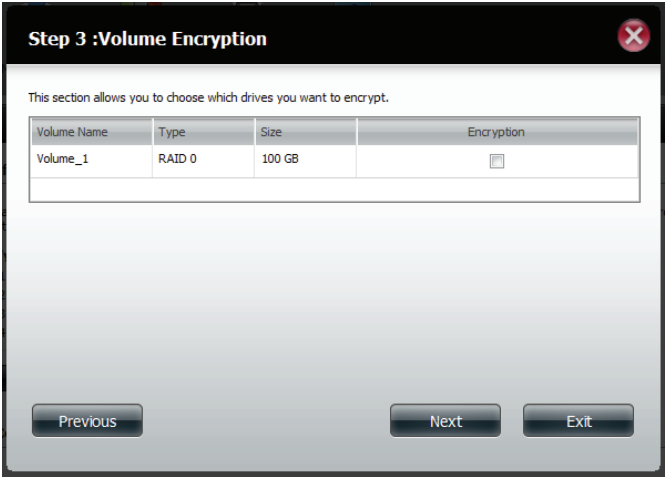 Step 3 :Volume Encryption
This section allows you to choose which drives you want to encrypt.
Volume Name Type Size Encryption
Volume_1 RAID 0 100 GB
Previous Next Exit